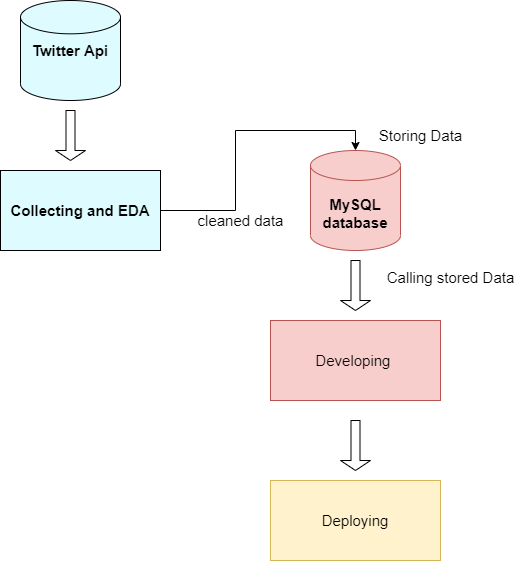 Twitter Api
Storing Data
Collecting and EDA
cleaned data
MySQL
database
Calling stored Data
Developing
Deploying